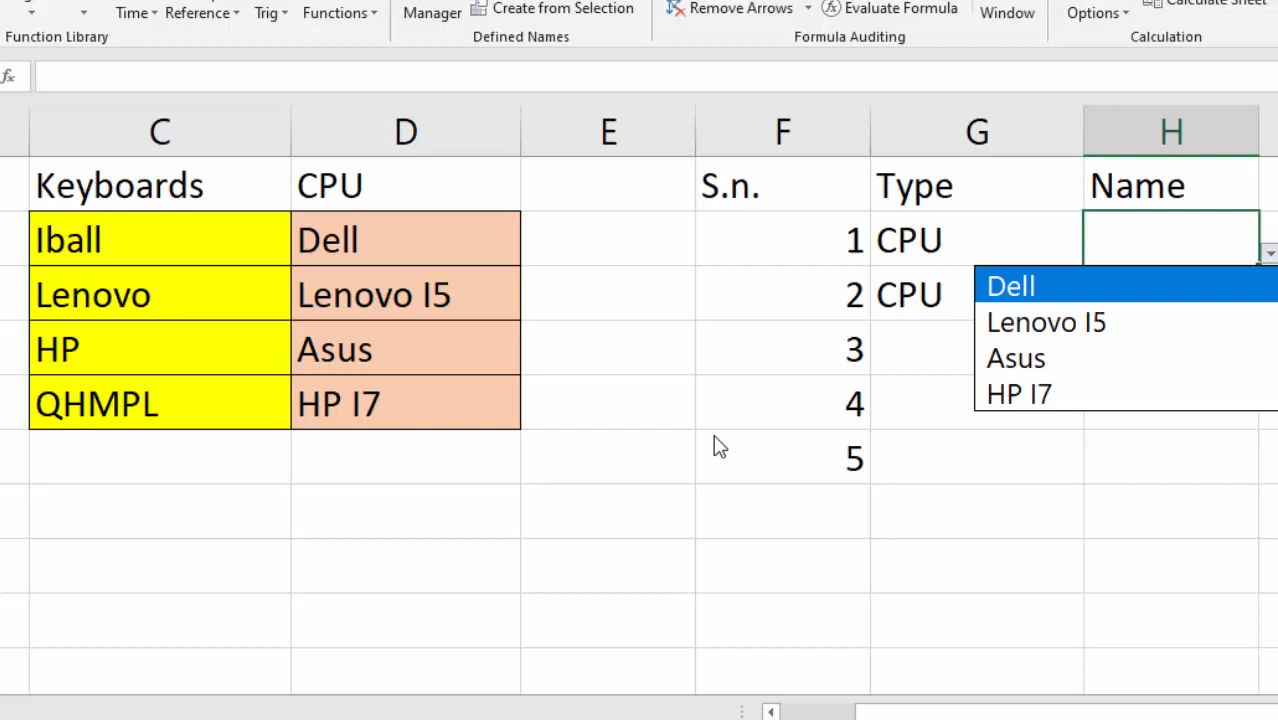 Create from Selection
Remove Arrows
Evaluate Formula
Time Reference Trig Functions Manager Window Options
Function Library Defined Names Formula Auditing Calculation
fx
C D E F G H
Keyboards CPU S.n. Type Name
Iball Dell 1 CPU
Lenovo Lenovo I5 2 CPU
HP Asus 3
QHMPL HP I7 4
5
Dell
Lenovo I5
Asus
HP I7